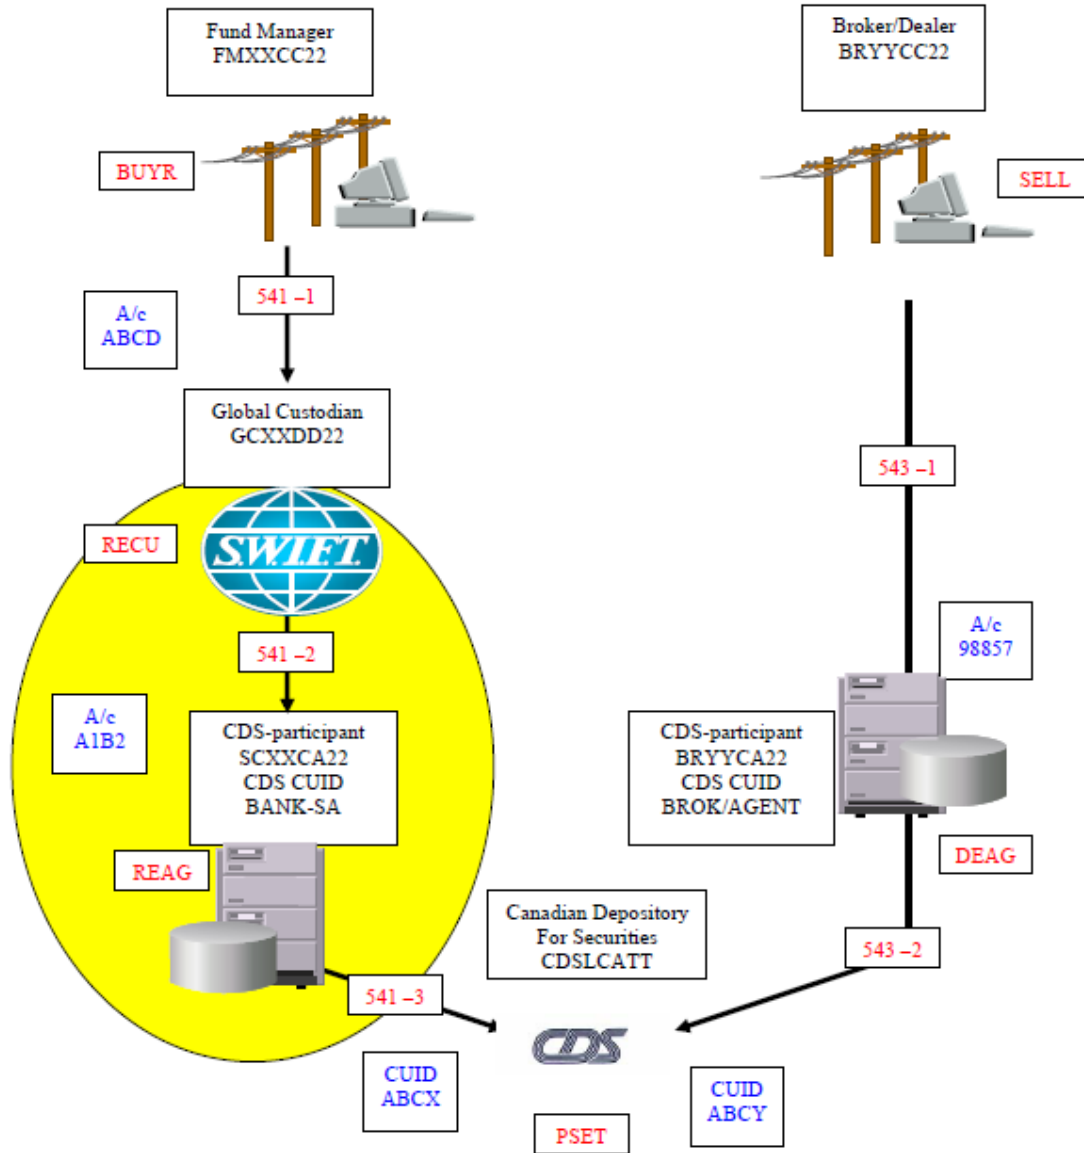 Fund Manager
FMXXCC22
Broker/Dealer
BRYYCC22
BUYR
SELL
541 –1
A/c
ABCD
Global Custodian
GCXXDD22
543 –1
RECU
S.W.I.F.T.
541 –2
A/c
98857
A/c
A1B2
CDS-participant
SCXXCA22
CDS CUID
BANK-SA
CDS-participant
BRYYCA22
CDS CUID
BROK/AGENT
REAG
DEAG
Canadian Depository
For Securities
CDSLCATT
543 –2
541 –3
CDS
CUID
ABCX
CUID
ABCY
PSET